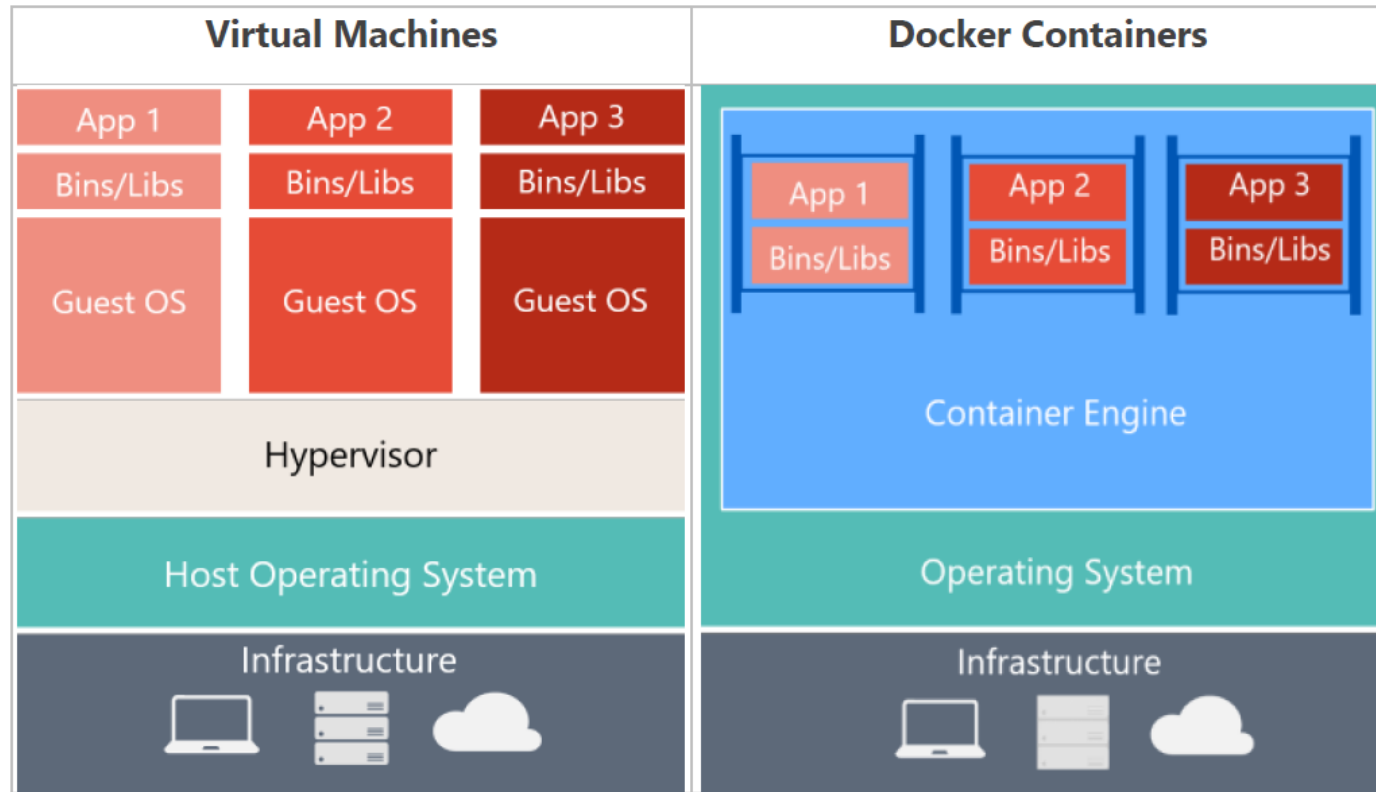 Virtual Machines
Docker Containers
App 1
App 2
App 3
Bins/Libs
Bins/Libs
Bins/Libs
Guest OS
Guest OS
Guest OS
Hypervisor
Host Operating System
Infrastructure
App 1
App 2
App 3
Bins/Libs
Bins/Libs
Bins/Libs
Container Engine
Operating System
Infrastructure